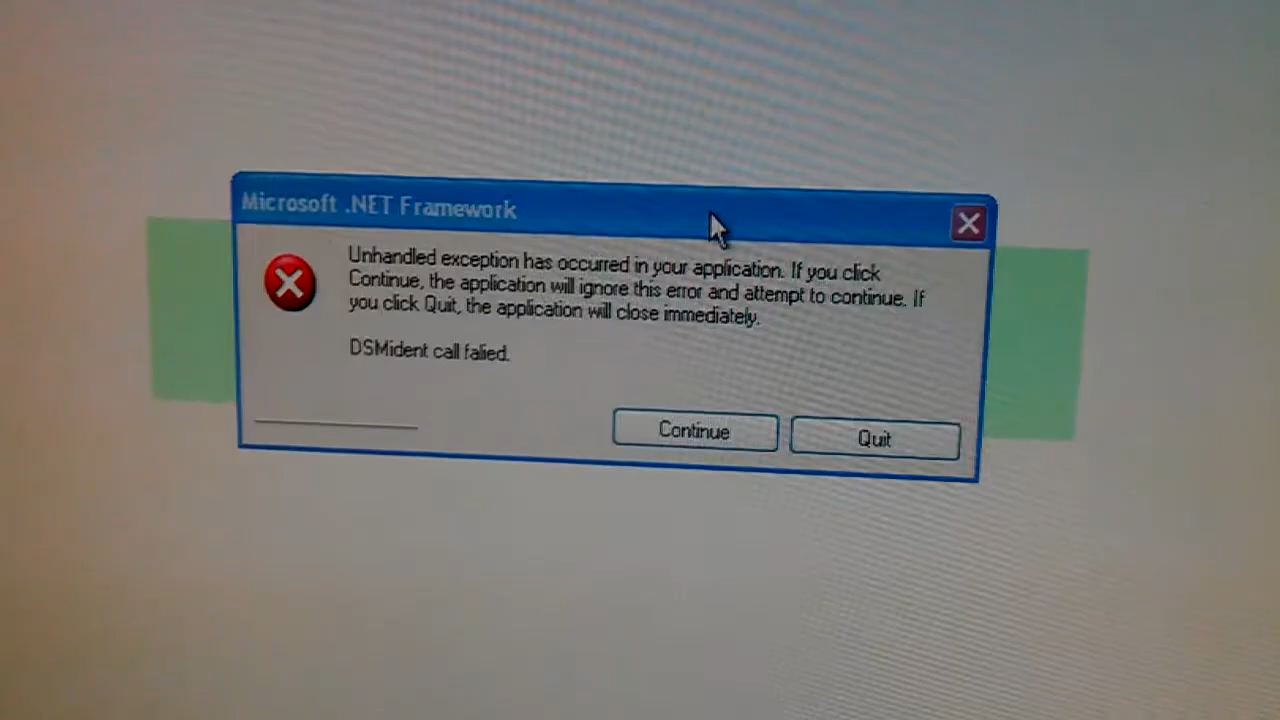 Microsoft .NET Framework
Unhandled exception has occurred in your application. If you click
Continue, the application will ignore this error and attempt to continue. If
you click Quit, the application will close immediately.
DSMident call falied.
Continue
Quit